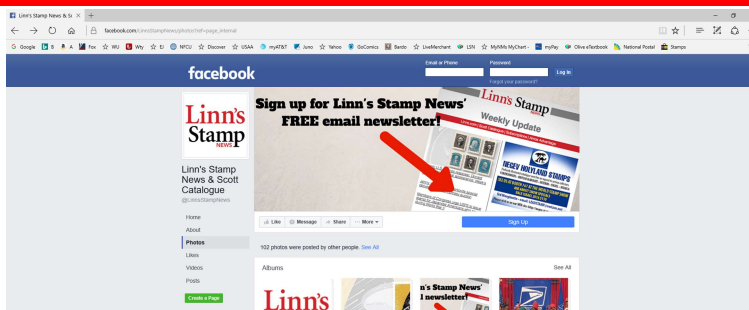 Linn's Stamp News & Sc
facebook.com/LinnsStampNews/photos?ref=page_internal
Google B A Fox WU Wity El NFCU Discover USAA myAT&T Juno Yahoo GoComics Bardo LiveMerchant LSN MyNMs MyChart - myPay Olive eTextbook National Postal Stamps
facebook
Email or Phone
Password
Log In
Forgot your password?
Linn's
Stamp
NEWS
Sign up for Linn's Stamp News'
FREE email newsletter!
Linn's Stamp
Weekly Update
NEGEV HOLYLAND STAMPS
Linn's Stamp
News & Scott
Catalogue
@LinnsStampNews
Home
About
Photos
Likes
Videos
Posts
Create a Page
Like Message Share More
Sign Up
102 photos were posted by other people. See All
Albums
See All
Linn's
n's Stamp News'
l newsletter!